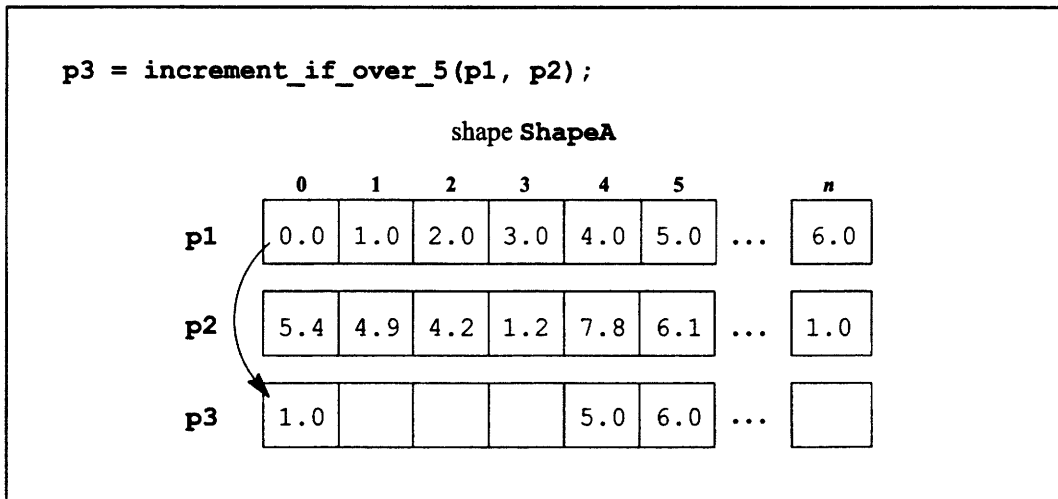 p3 = increment_if_over_5(p1, p2);
shape ShapeA
0 1 2 3 4 5 n
p1 0.0 1.0 2.0 3.0 4.0 5.0 ... 6.0
p2 5.4 4.9 4.2 1.2 7.8 6.1 ... 1.0
p3 1.0 5.0 6.0 ...